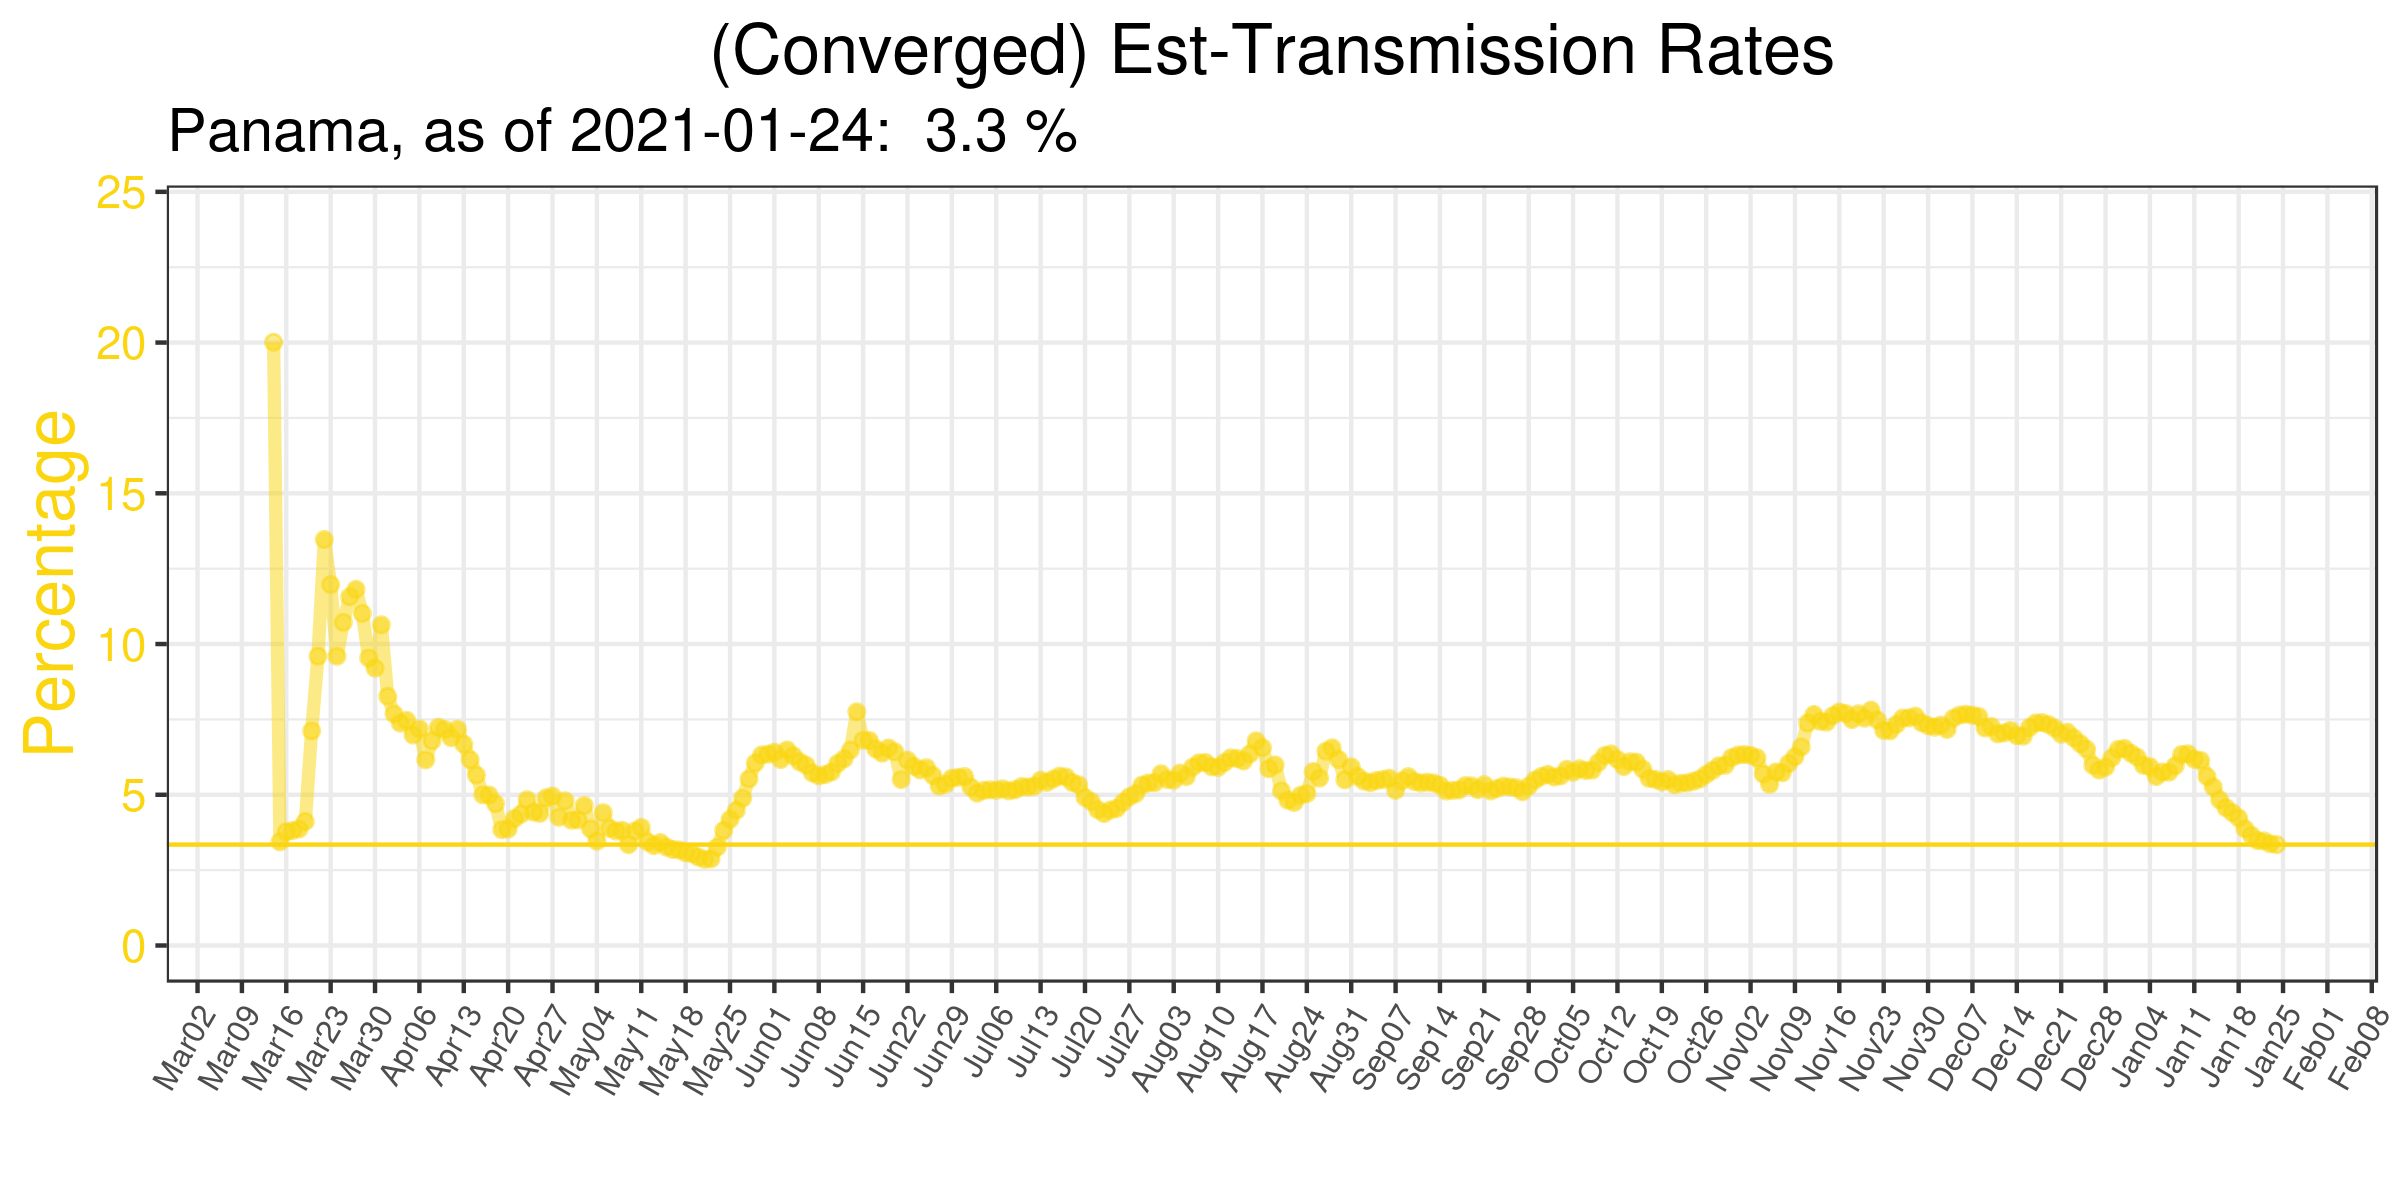 (Converged) Est-Transmission Rates
Panama, as of 2021-01-24:  3.3 %
Percentage
25
20
15
10
5
0
Mar02
Mar09
Mar16
Mar23
Mar30
Apr06
Apr13
Apr20
Apr27
May04
May11
May18
May25
Jun01
Jun08
Jun15
Jun22
Jun29
Jul06
Jul13
Jul20
Jul27
Aug03
Aug10
Aug17
Aug24
Aug31
Sep07
Sep14
Sep21
Sep28
Oct05
Oct12
Oct19
Oct26
Nov02
Nov09
Nov16
Nov23
Nov30
Dec07
Dec14
Dec21
Dec28
Jan04
Jan11
Jan18
Jan25
Feb01
Feb08